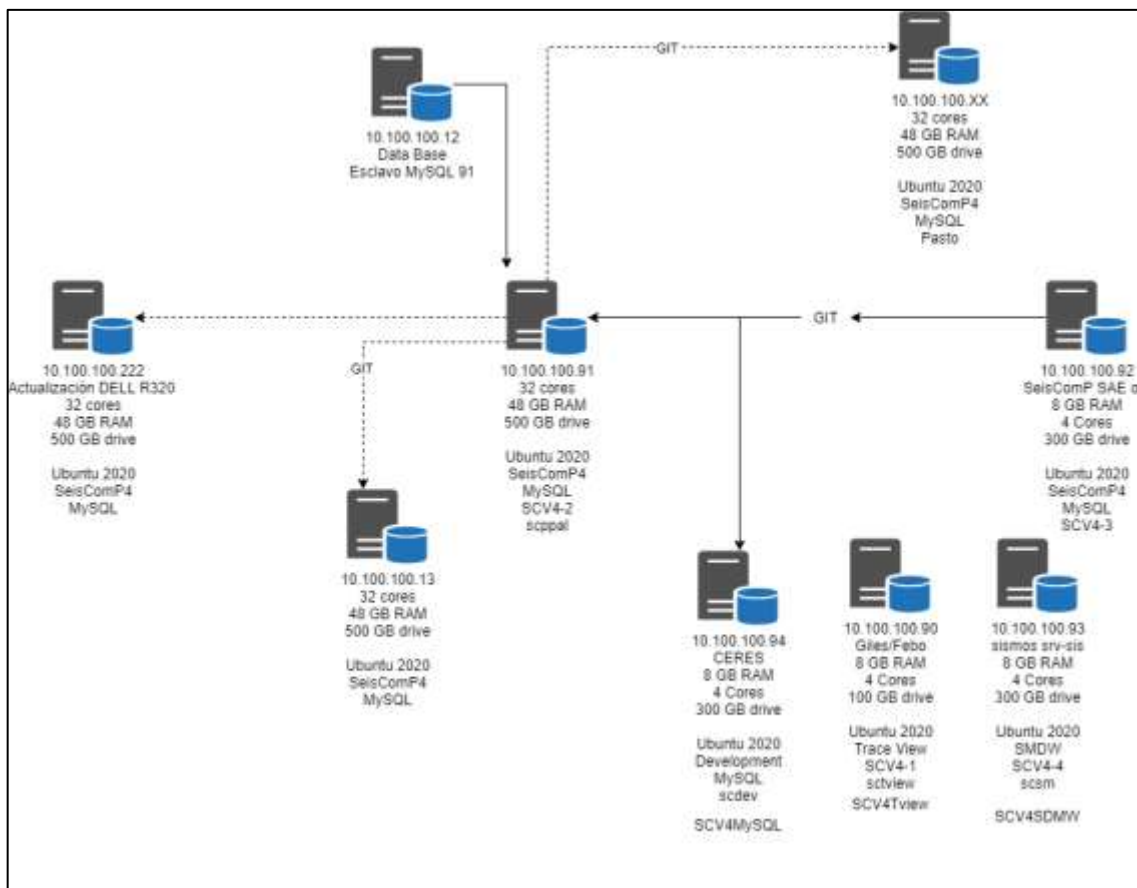 GIT
10.100.100.12
Data Base
Esclavo MySQL 91
10.100.100.XX
32 cores
48 GB RAM
500 GB drive
Ubuntu 2020
SeisComP4
MySQL
Pasto
10.100.100.222
Actualización DELL R320
32 cores
48 GB RAM
500 GB drive
Ubuntu 2020
SeisComP4
MySQL
GIT
10.100.100.91
32 cores
48 GB RAM
500 GB drive
Ubuntu 2020
SeisComP4
MySQL
SCV4-2
scppal
GIT
10.100.100.92
SeisComP SAE o
8 GB RAM
4 Cores
300 GB drive
Ubuntu 2020
SeisComP4
MySQL
SCV4-3
10.100.100.13
32 cores
48 GB RAM
500 GB drive
Ubuntu 2020
SeisComP4
MySQL
10.100.100.94
CERES
8 GB RAM
4 Cores
300 GB drive
Ubuntu 2020
Development
MySQL
scdev
SCV4MySQL
10.100.100.90
Giles/Febo
8 GB RAM
4 Cores
100 GB drive
Ubuntu 2020
Trace View
SCV4-1
sctview
SCV4Tview
10.100.100.93
sismos srv-sis
8 GB RAM
4 Cores
300 GB drive
Ubuntu 2020
SMDW
SCV4-4
scsm
SCV4SDMW